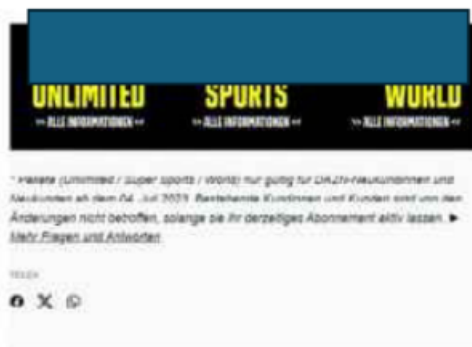 UNLIMITED SPORTS WORLD
>> ALLE INFORMATIONEN << >> ALLE INFORMATIONEN << >> ALLE INFORMATIONEN <<
* Pakete (Unlimited / Super Sports / World) nur gültig für DAZN-Neukundinnen und
Neukunden ab dem 04. Juli 2023. Bestehende Kundinnen und Kunden sind von den
Änderungen nicht betroffen, solange sie ihr derzeitiges Abonnement aktiv lassen. ►
Mehr Fragen und Antworten
TEILEN